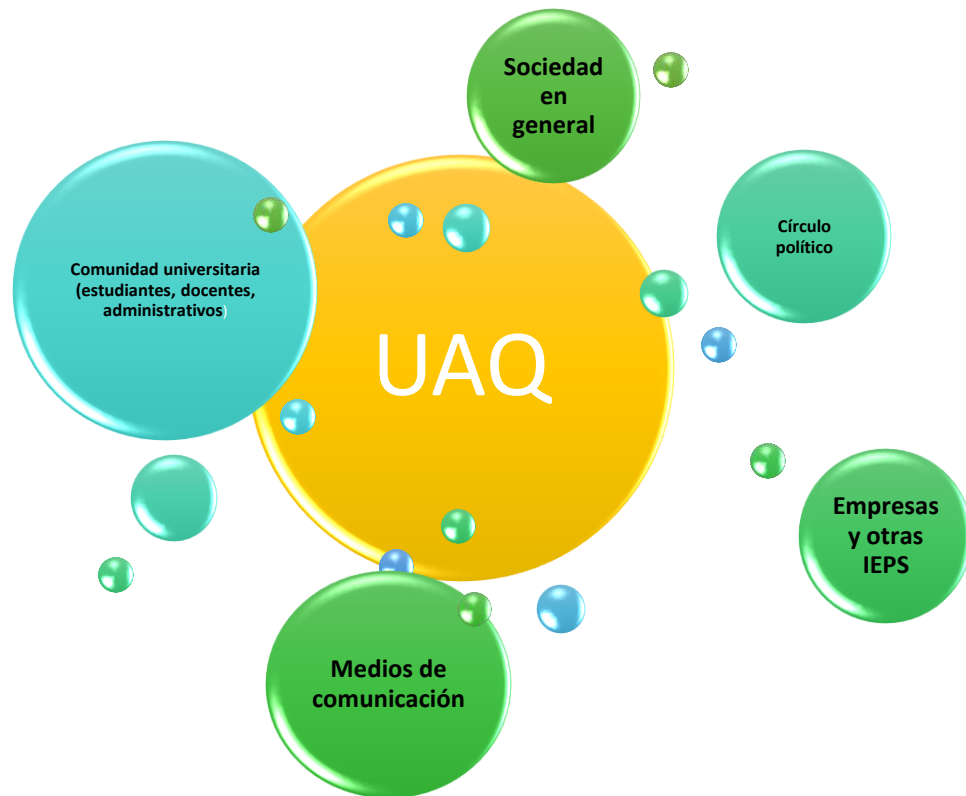 Sociedad
en
general
Círculo
político
Comunidad universitaria
(estudiantes, docentes,
administrativos)
UAQ
Empresas
y otras
IEPS
Medios de
comunicación